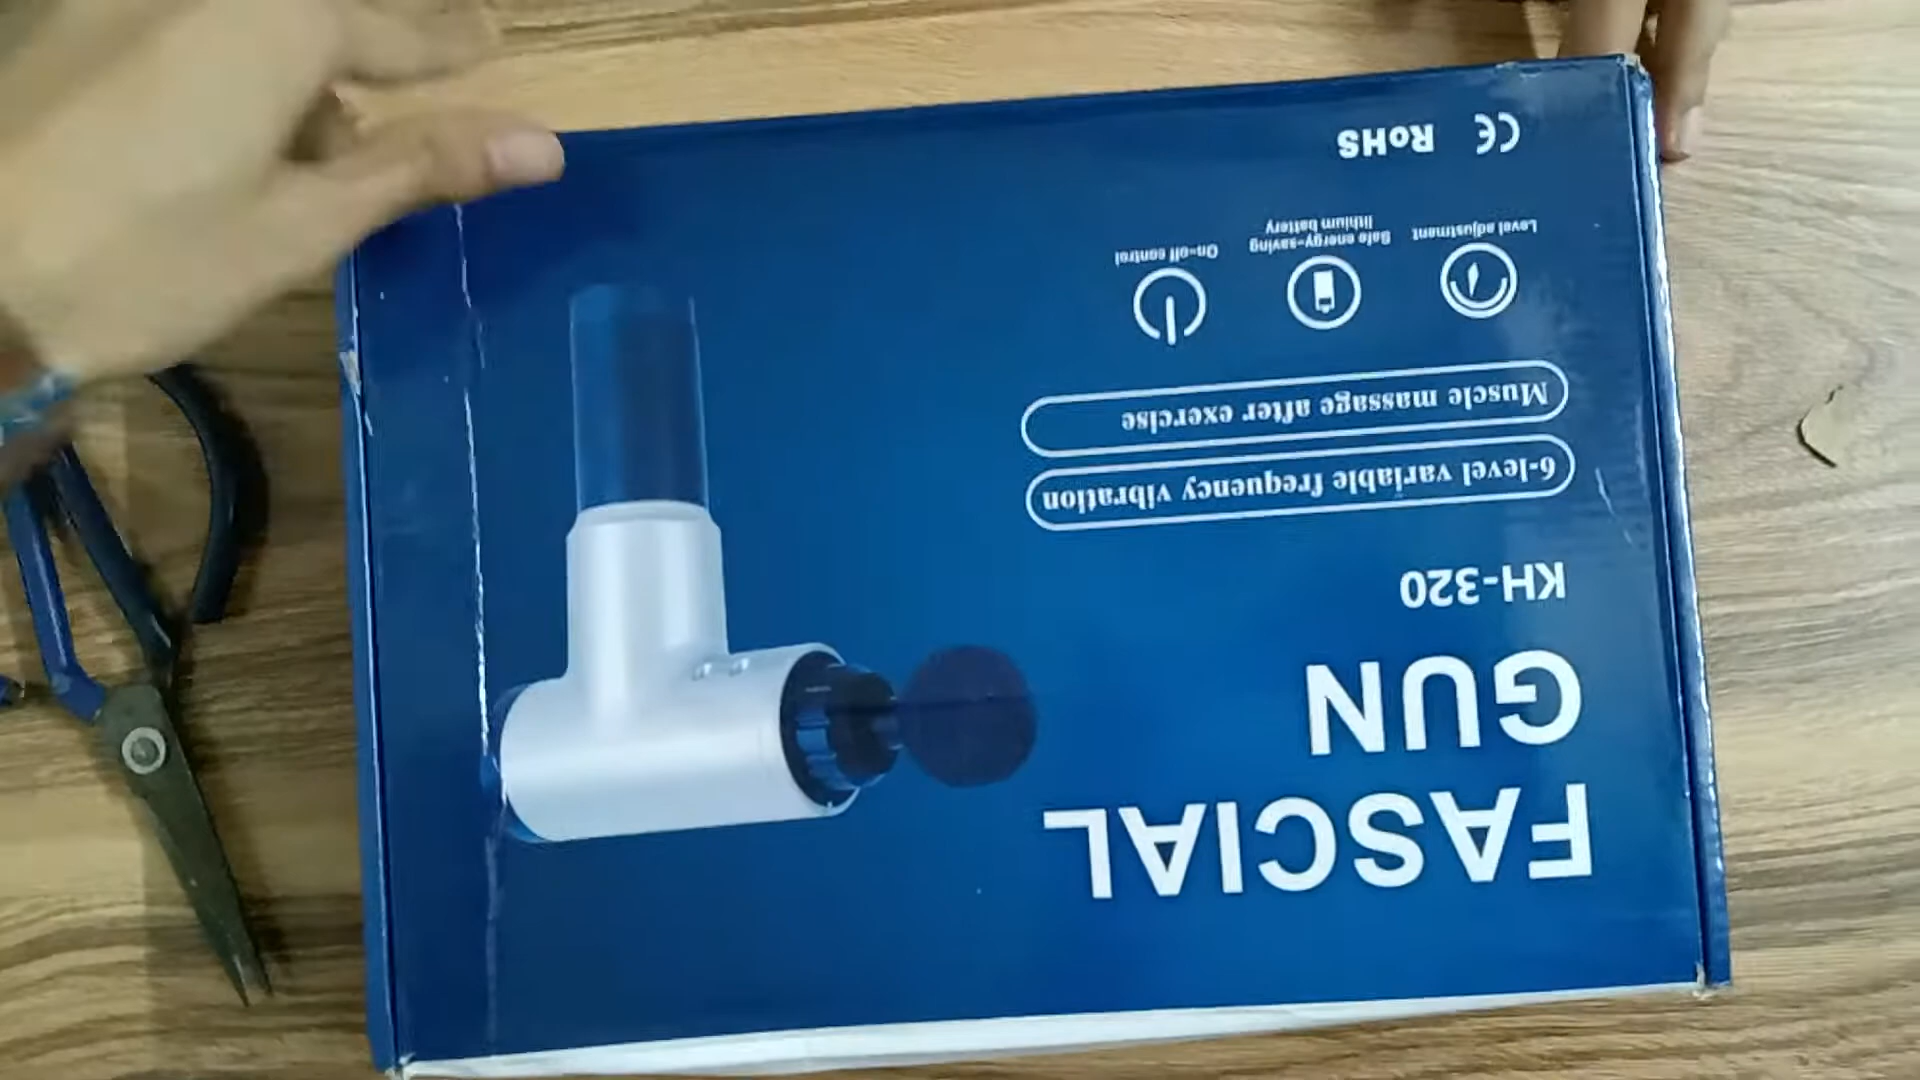 FASCIAL
GUN
KH-320
6-level variable frequency vibration
Muscle massage after exercise
Level adjustment
Safe energy-saving
lithium battery
On-off control
CE RoHS